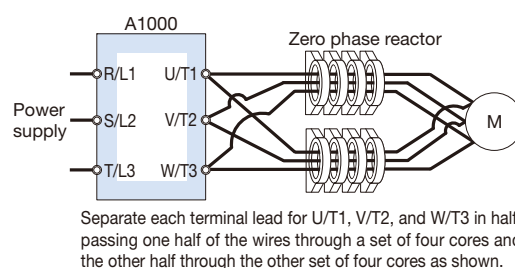 A1000
Zero phase reactor
R/L1 U/T1
Power supply
S/L2 V/T2
M
T/L3 W/T3
Separate each terminal lead for U/T1, V/T2, and W/T3 in half
passing one half of the wires through a set of four cores and
the other half through the other set of four cores as shown.